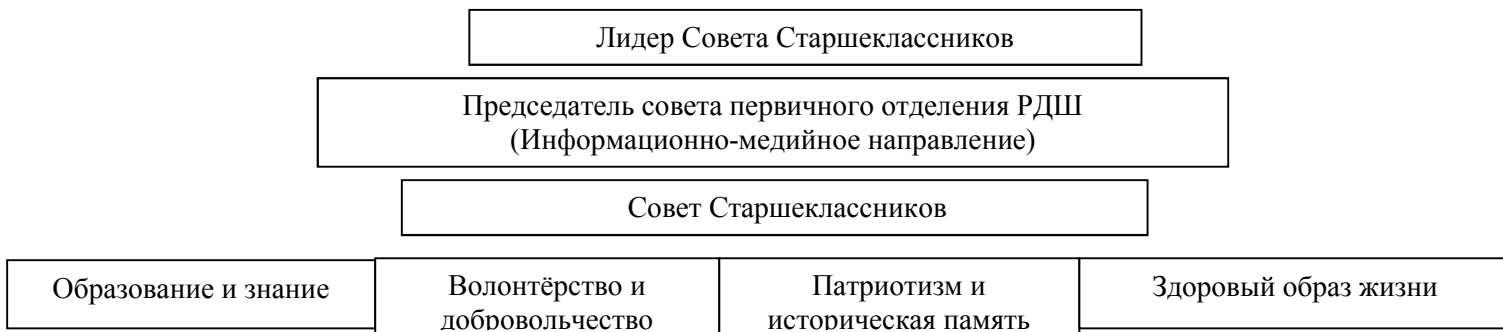 Лидер Совета Старшеклассников
Председатель совета первичного отделения РДШ
(Информационно-медийное направление)
Совет Старшеклассников
Образование и знание
Волонтёрство и
добровольчество
Патриотизм и
историческая память
Здоровый образ жизни